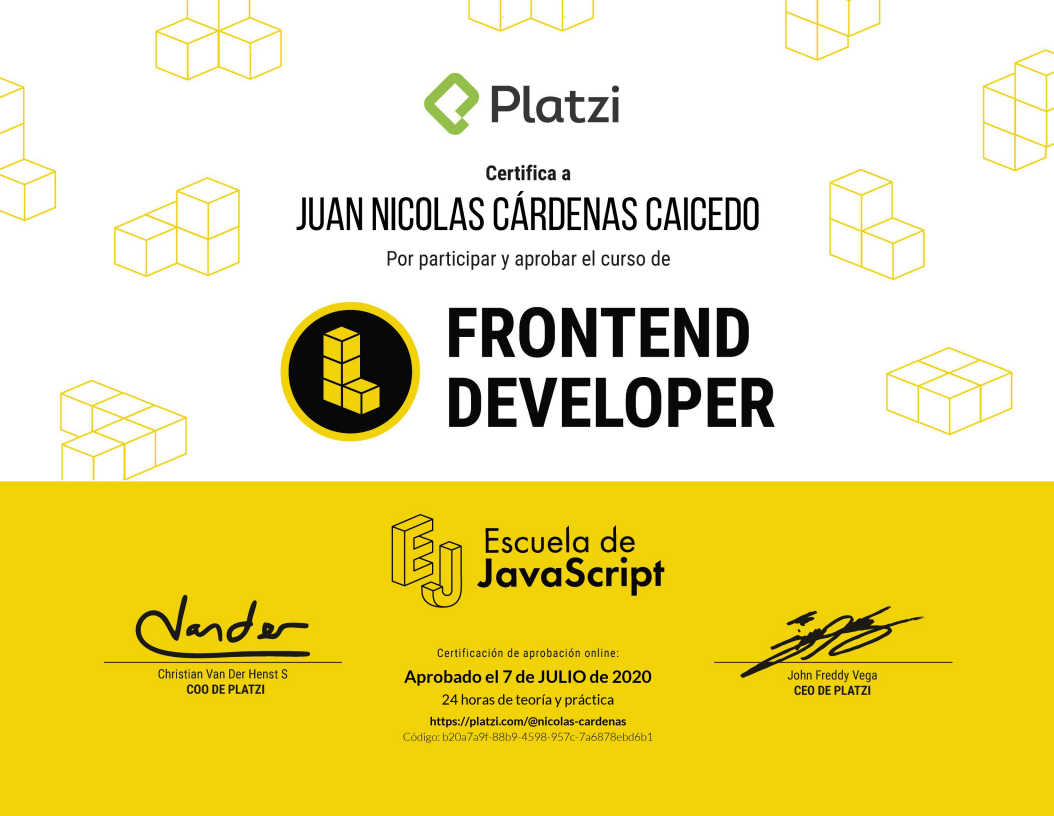 Platzi
Certifica a
JUAN NICOLAS CÁRDENAS CAICEDO
Por participar y aprobar el curso de
FRONTEND
DEVELOPER
EJ
Escuela de
JavaScript
Vander
Christian Van Der Henst S
COO DE PLATZI
Certificación de aprobación online:
Aprobado el 7 de JULIO de 2020
24 horas de teoría y práctica
https://platzi.com/@nicolas-cardenas
Código: b20a7a9f-88b9-4598-957c-7a6878ebd6b1
John Freddy Vega
CEO DE PLATZI